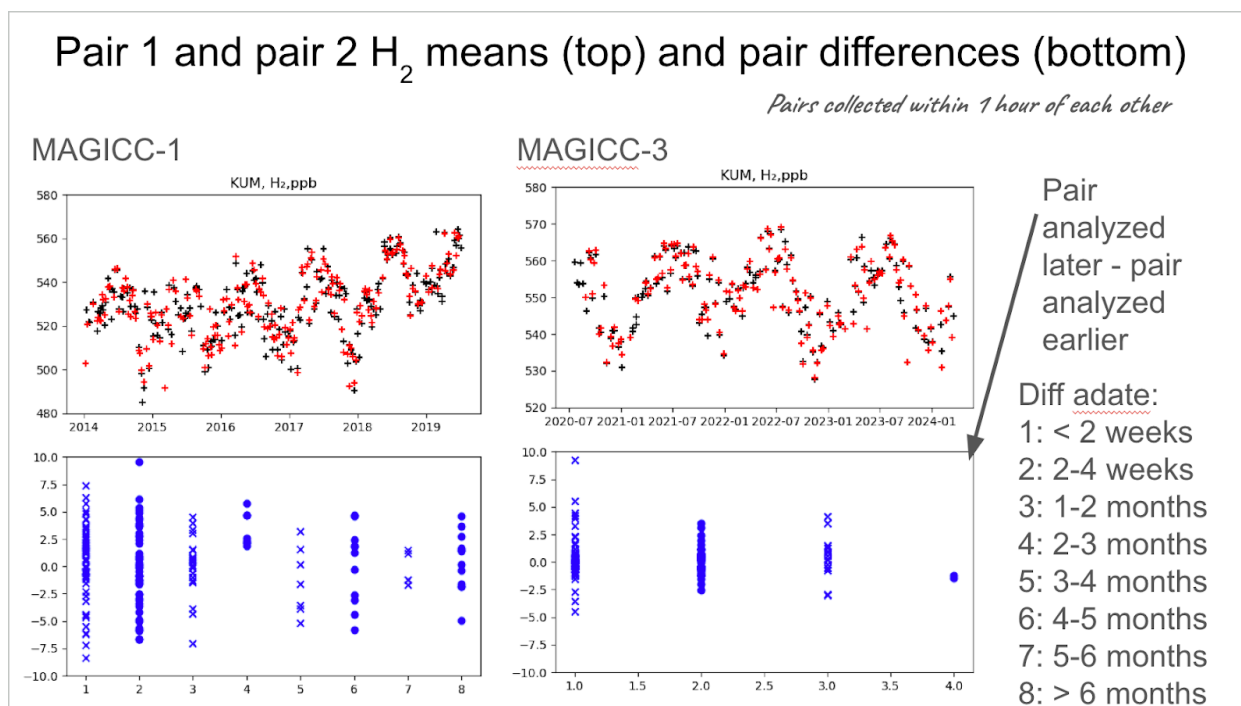 Pair 1 and pair 2 H₂ means (top) and pair differences (bottom)
Pairs collected within 1 hour of each other
MAGICC-1
KUM, H₂,ppb
580
560
540
520
500
480
2014 2015 2016 2017 2018 2019
10.0
7.5
5.0
2.5
0.0
-2.5
-5.0
-7.5
-10.0
1 2 3 4 5 6 7 8
MAGICC-3
KUM, H₂,ppb
580
570
560
550
540
530
520
2020-07 2021-01 2021-07 2022-01 2022-07 2023-01 2023-07 2024-01
10.0
7.5
5.0
2.5
0.0
-2.5
-5.0
-7.5
-10.0
1.0 1.5 2.0 2.5 3.0 3.5 4.0
Pair
analyzed
later - pair
analyzed
earlier
Diff adate:
1: < 2 weeks
2: 2-4 weeks
3: 1-2 months
4: 2-3 months
5: 3-4 months
6: 4-5 months
7: 5-6 months
8: > 6 months